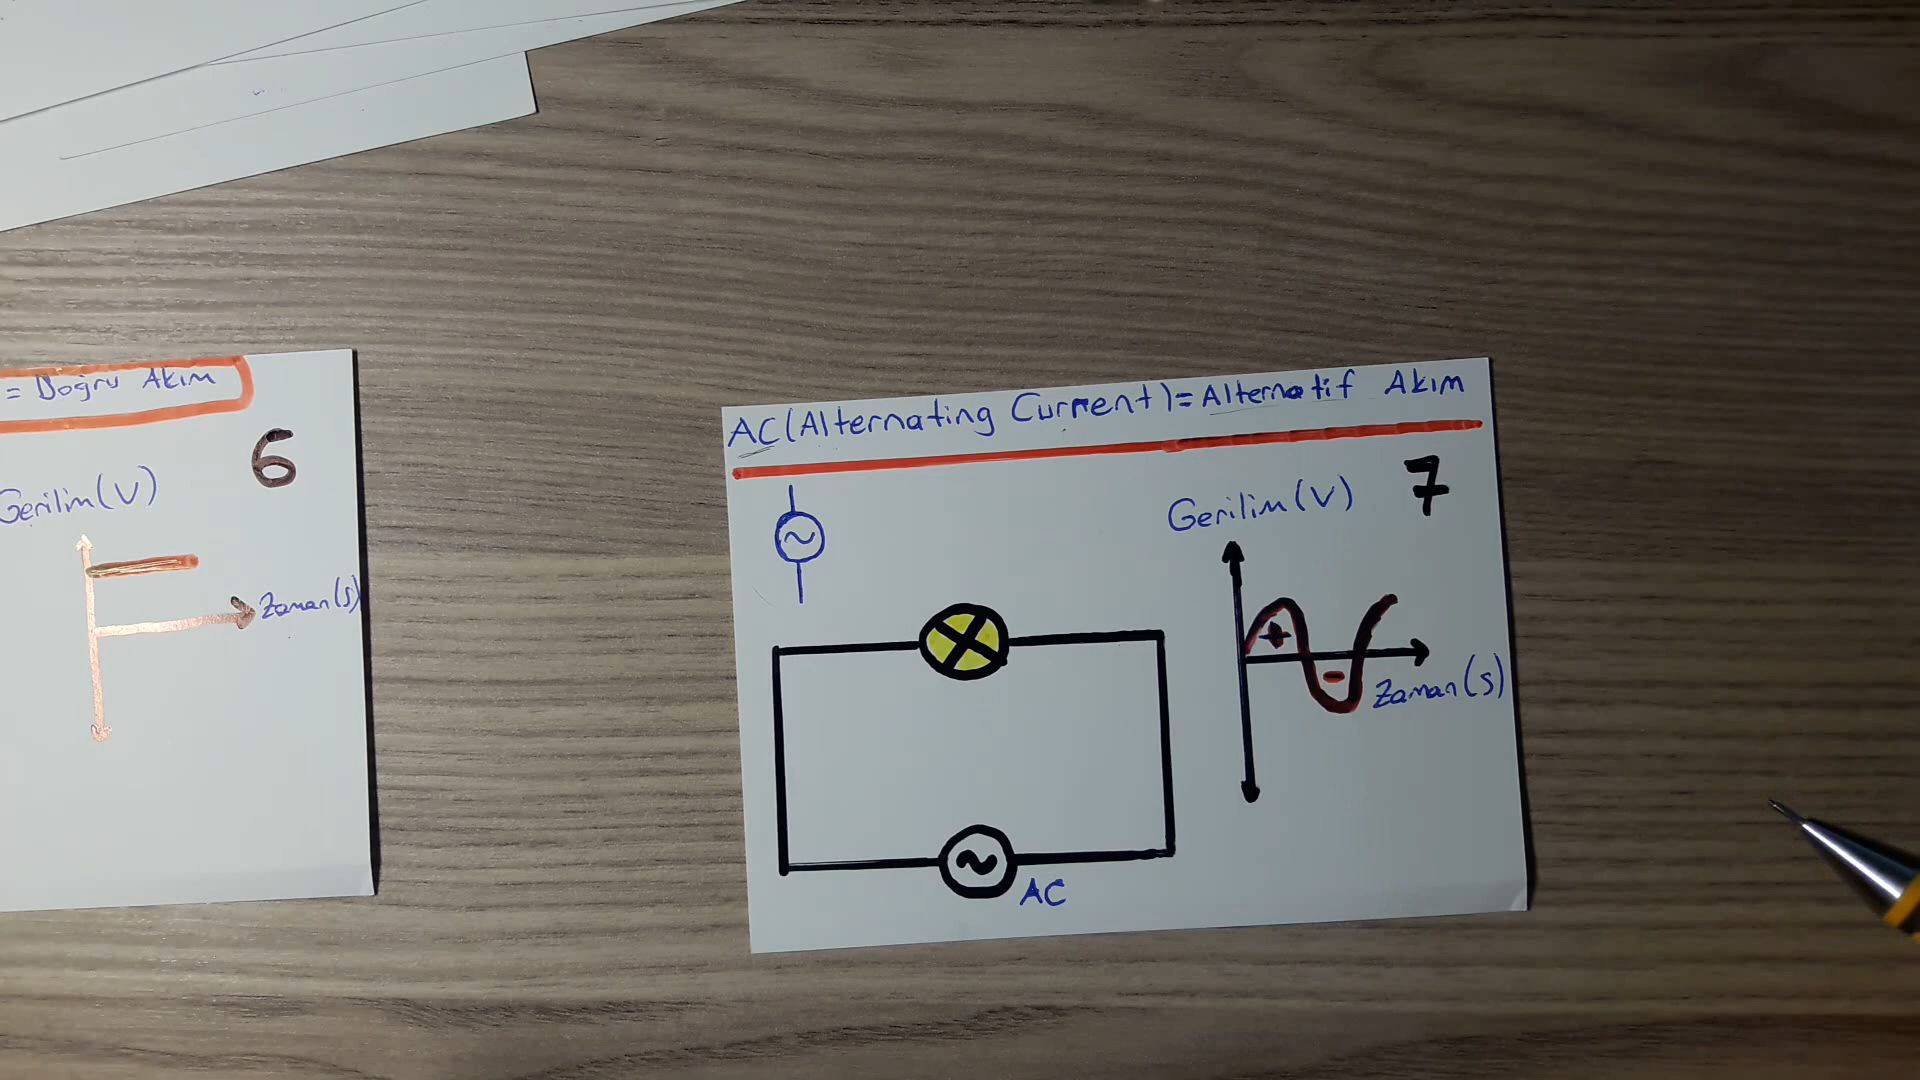 = Doğru Akım
6
Gerilim(V)
Zaman(s)
AC(Alternating Current)=Alternatif Akım
7
Gerilim(V)
+
-
Zaman(s)
AC